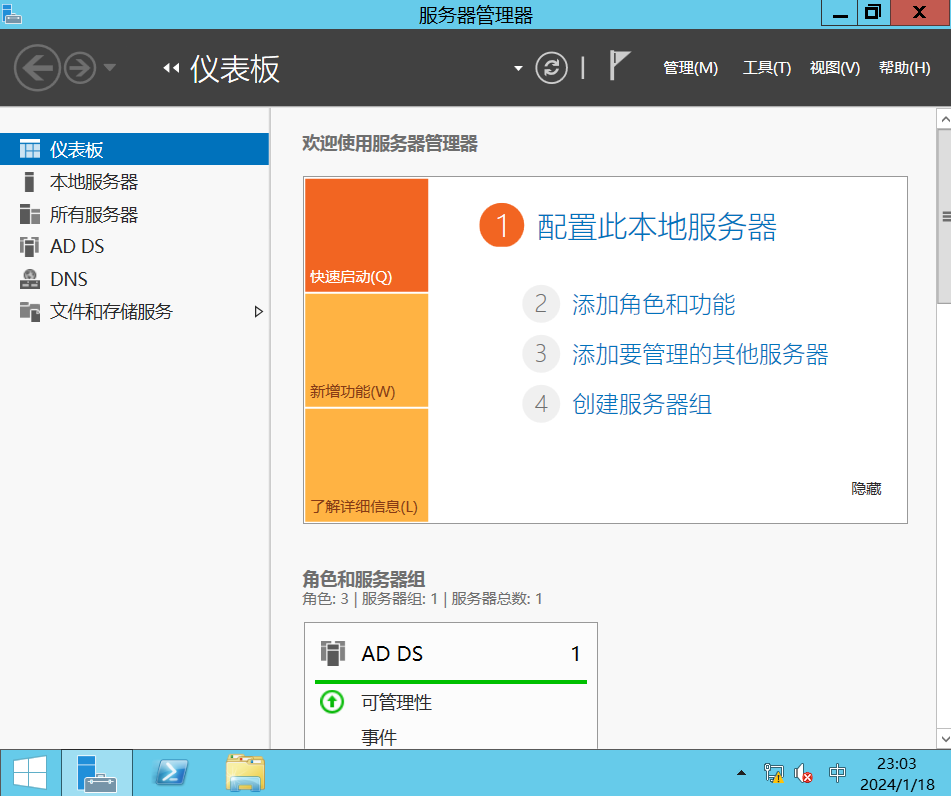 服务器管理器
仪表板
管理(M) 工具(T) 视图(V) 帮助(H)
仪表板
本地服务器
所有服务器
AD DS
DNS
文件和存储服务
欢迎使用服务器管理器
快速启动(Q)
新增功能(W)
了解详细信息(L)
1 配置此本地服务器
2 添加角色和功能
3 添加要管理的其他服务器
4 创建服务器组
隐藏
角色和服务器组
角色: 3 | 服务器组: 1 | 服务器总数: 1
AD DS 1
可管理性
事件
中
23:03
2024/1/18